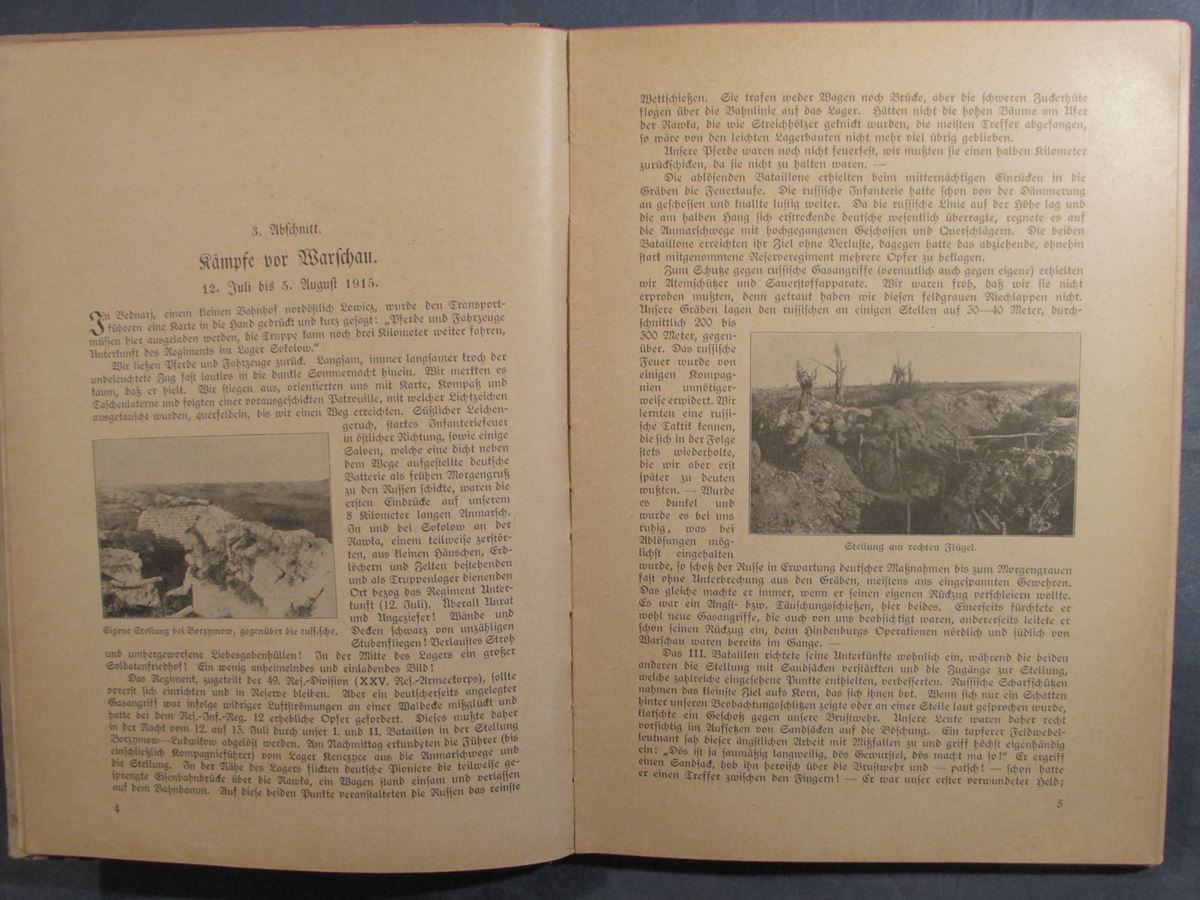 3. Abschnitt.
Kämpfe vor Warschau.
12. Juli bis 5. August 1915.
In Bednarj, einem kleinen Bahnhof nordöstlich Lowicz, wurde den Transport-
führern eine Karte in die Hand gedrückt und kurz gesagt: „Pferde und Fahrzeuge
müssen hier ausgeladen werden, die Truppe kann noch drei Kilometer weiter fahren,
Unterkunft des Regiments im Lager Sokolow.“
Wir ließen Pferde und Fahrzeuge zurück. Langsam, immer langsamer kroch der
unbeleuchtete Zug fast lautlos in die dunkle Sommernacht hinein. Wir merkten es
kaum, daß er hielt. Wir stiegen aus, orientierten uns mit Karte, Kompaß und
Taschenlaterne und folgten einer vorausgeschickten Patrouille, mit welcher Lichtzeichen
ausgetauscht wurden, querfeldein, bis wir einen Weg erreichten. Süßlicher Leichen-
geruch, starkes Infanteriefeuer
in östlicher Richtung, sowie einige
Salven, welche eine dicht neben
dem Wege aufgestellte deutsche
Batterie als frühen Morgengruß
zu den Russen schickte, waren die
ersten Eindrücke auf unserem
8 Kilometer langen Anmarsch.
In und bei Sokolow an der
Rawka, einem teilweise zerstör-
ten, aus kleinen Häuschen, Erd-
löchern und Zelten bestehenden
und als Truppenlager dienenden
Ort bezog das Regiment Unter-
kunft (12. Juli). Überall Unrat
und Ungeziefer! Wände und
Decken schwarz von unzähligen
Stubenfliegen! Verlaustes Stroh
Eigene Stellung bei Borzymow, gegenüber die russische.
und umhergeworfene Liebesgabenhüllen! In der Mitte des Lagers ein großer
Soldatenfriedhof! Ein wenig anheimelndes und einladendes Bild!
Das Regiment, zugeteilt der 49. Res.-Division (XXV. Res.-Armeekorps), sollte
vorerst sich einrichten und in Reserve bleiben. Aber ein deutscherseits angelegter
Gasangriff war infolge widriger Luftströmungen an einer Waldecke mißglückt und
hatte bei dem Res.-Inf.-Reg. 12 erhebliche Opfer gefordert. Dieses mußte daher
in der Nacht vom 12. auf 13. Juli durch unser I. und II. Bataillon in der Stellung
Borzymow—Ludwikow abgelöst werden. Am Nachmittag erkundeten die Führer (bis
einschließlich Kompagnieführer) vom Lager Kenczyce aus die Anmarschwege und
die Stellung. In der Nähe des Lagers flickten deutsche Pioniere die teilweise ge-
sprengte Eisenbahnbrücke über die Rawka, ein Wagen stand einsam und verlassen
auf dem Bahndamm. Auf diese beiden Punkte veranstalteten die Russen das reinste
4
Wettschießen. Sie trafen weder Wagen noch Brücke, aber die schweren Zuckerhüte
flogen über die Bahnlinie auf das Lager. Hätten nicht die hohen Bäume am Ufer
der Rawka, die wie Streichhölzer geknickt wurden, die meisten Treffer abgefangen,
so wäre von den leichten Lagerbauten nicht mehr viel übrig geblieben.
Unsere Pferde waren noch nicht feuerfest, wir mußten sie einen halben Kilometer
zurückschicken, da sie nicht zu halten waren. —
Die ablösenden Bataillone erhielten beim mitternächtigen Einrücken in die
Gräben die Feuertaufe. Die russische Infanterie hatte schon von der Dämmerung
an geschossen und knallte lustig weiter. Da die russische Linie auf der Höhe lag und
die am halben Hang sich erstreckende deutsche wesentlich überragte, regnete es auf
die Anmarschwege mit hochgegangenen Geschossen und Querschlägern. Die beiden
Bataillone erreichten ihr Ziel ohne Verluste, dagegen hatte das abziehende, ohnehin
stark mitgenommene Reserveregiment mehrere Opfer zu beklagen.
Zum Schutze gegen russische Gasangriffe (vermutlich auch gegen eigene) erhielten
wir Atemschützer und Sauerstoffapparate. Wir waren froh, daß wir sie nicht
erproben mußten, denn getraut haben wir diesen feldgrauen Riechlappen nicht.
Unsere Gräben lagen den russischen an einigen Stellen auf 30—40 Meter, durch-
schnittlich 200 bis
300 Meter, gegen-
über. Das russische
Feuer wurde von
einigen Kompag-
nien unnötiger-
weise erwidert. Wir
lernten eine russi-
sche Taktik kennen,
die sich in der Folge
stets wiederholte,
die wir aber erst
später zu deuten
wußten. — Wurde
es dunkel und
wurde es bei uns
ruhig, was bei
Ablösungen mög-
lichst eingehalten
Stellung am rechten Flügel.
wurde, so schoß der Russe in Erwartung deutscher Maßnahmen bis zum Morgengrauen
fast ohne Unterbrechung aus den Gräben, meistens aus eingespannten Gewehren.
Das gleiche machte er immer, wenn er seinen eigenen Rückzug verschleiern wollte.
Es war ein Angst- bzw. Täuschungsschießen, hier beides. Einerseits fürchtete er
wohl neue Gasangriffe, die auch von uns beabsichtigt waren, andererseits leitete er
schon seinen Rückzug ein, denn Hindenburgs Operationen nördlich und südlich von
Warschau waren bereits im Gange. —
Das III. Bataillon richtete seine Unterkünfte wohnlich ein, während die beiden
anderen die Stellung mit Sandsäcken verstärkten und die Zugänge zur Stellung,
welche zahlreiche eingesehene Punkte enthielten, verbesserten. Russische Scharfschützen
nahmen das kleinste Ziel aufs Korn, das sich ihnen bot. Wenn sich nur ein Schatten
hinter unseren Beobachtungsschlitzen zeigte oder an einer Stelle laut gesprochen wurde,
klatschte ein Geschoß gegen unsere Brustwehr. Unsere Leute waren daher recht
vorsichtig im Aufsetzen von Sandsäcken auf die Böschung. Ein tapferer Feldwebel-
leutnant sah dieser ängstlichen Arbeit mit Mißfallen zu und griff höchst eigenhändig
ein: „Dös ist ja saumäßig langweilig, dös Gewurstel, dös macht ma so!“ Er ergriff
einen Sandsack, hob ihn heroisch über die Brustwehr und — patsch! — schon hatte
er einen Treffer zwischen den Fingern! — Er war unser erster verwundeter Held;
5